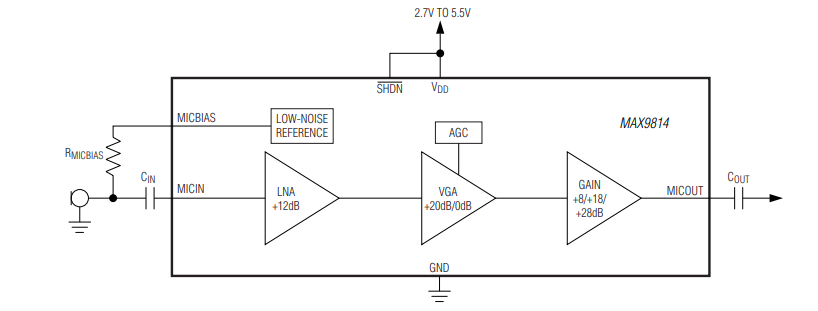 2.7V TO 5.5V
SHDN
VDD
MICBIAS
LOW-NOISE
REFERENCE
AGC
MAX9814
RMICBIAS
CIN
MICIN
LNA
+12dB
VGA
+20dB/0dB
GAIN
+8/+18/
+28dB
MICOUT
COUT
GND